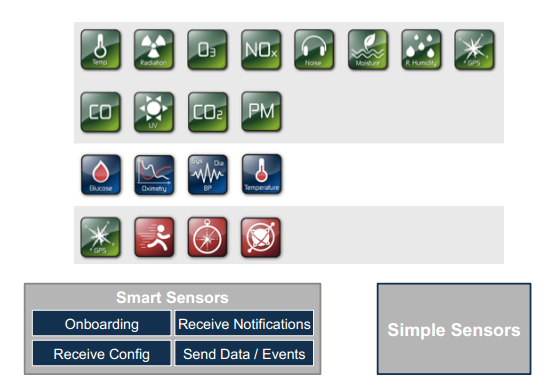 Temp Radiation O3 NOx Noise Moisture R. Humidity GPS
CO UV CO2 PM
Glucose Oximetry Sys Dia BP Temperature
GPS
Smart Sensors
Onboarding Receive Notifications
Receive Config Send Data / Events
Simple Sensors